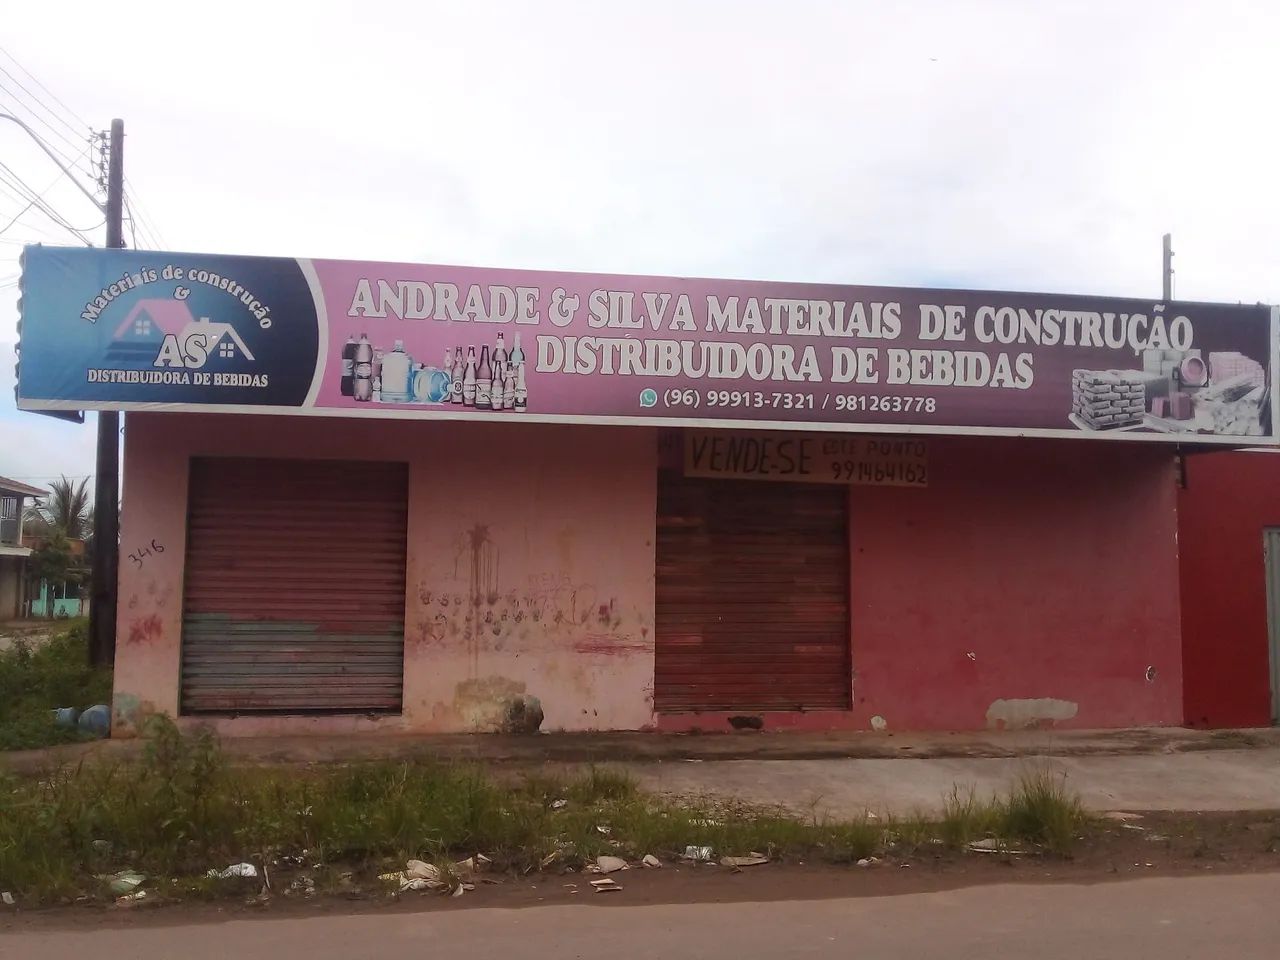 Materiais de construção
&
AS
DISTRIBUIDORA DE BEBIDAS
ANDRADE & SILVA MATERIAIS DE CONSTRUÇÃO
DISTRIBUIDORA DE BEBIDAS
(96) 99913-7321 / 981263778
VENDE-SE ESTE PONTO
991464162
346